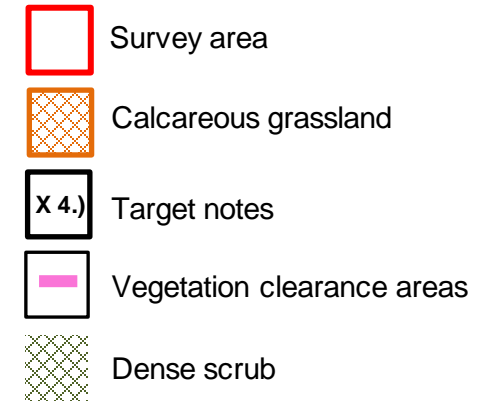 Survey area
Calcareous grassland
X 4.) Target notes
Vegetation clearance areas
Dense scrub